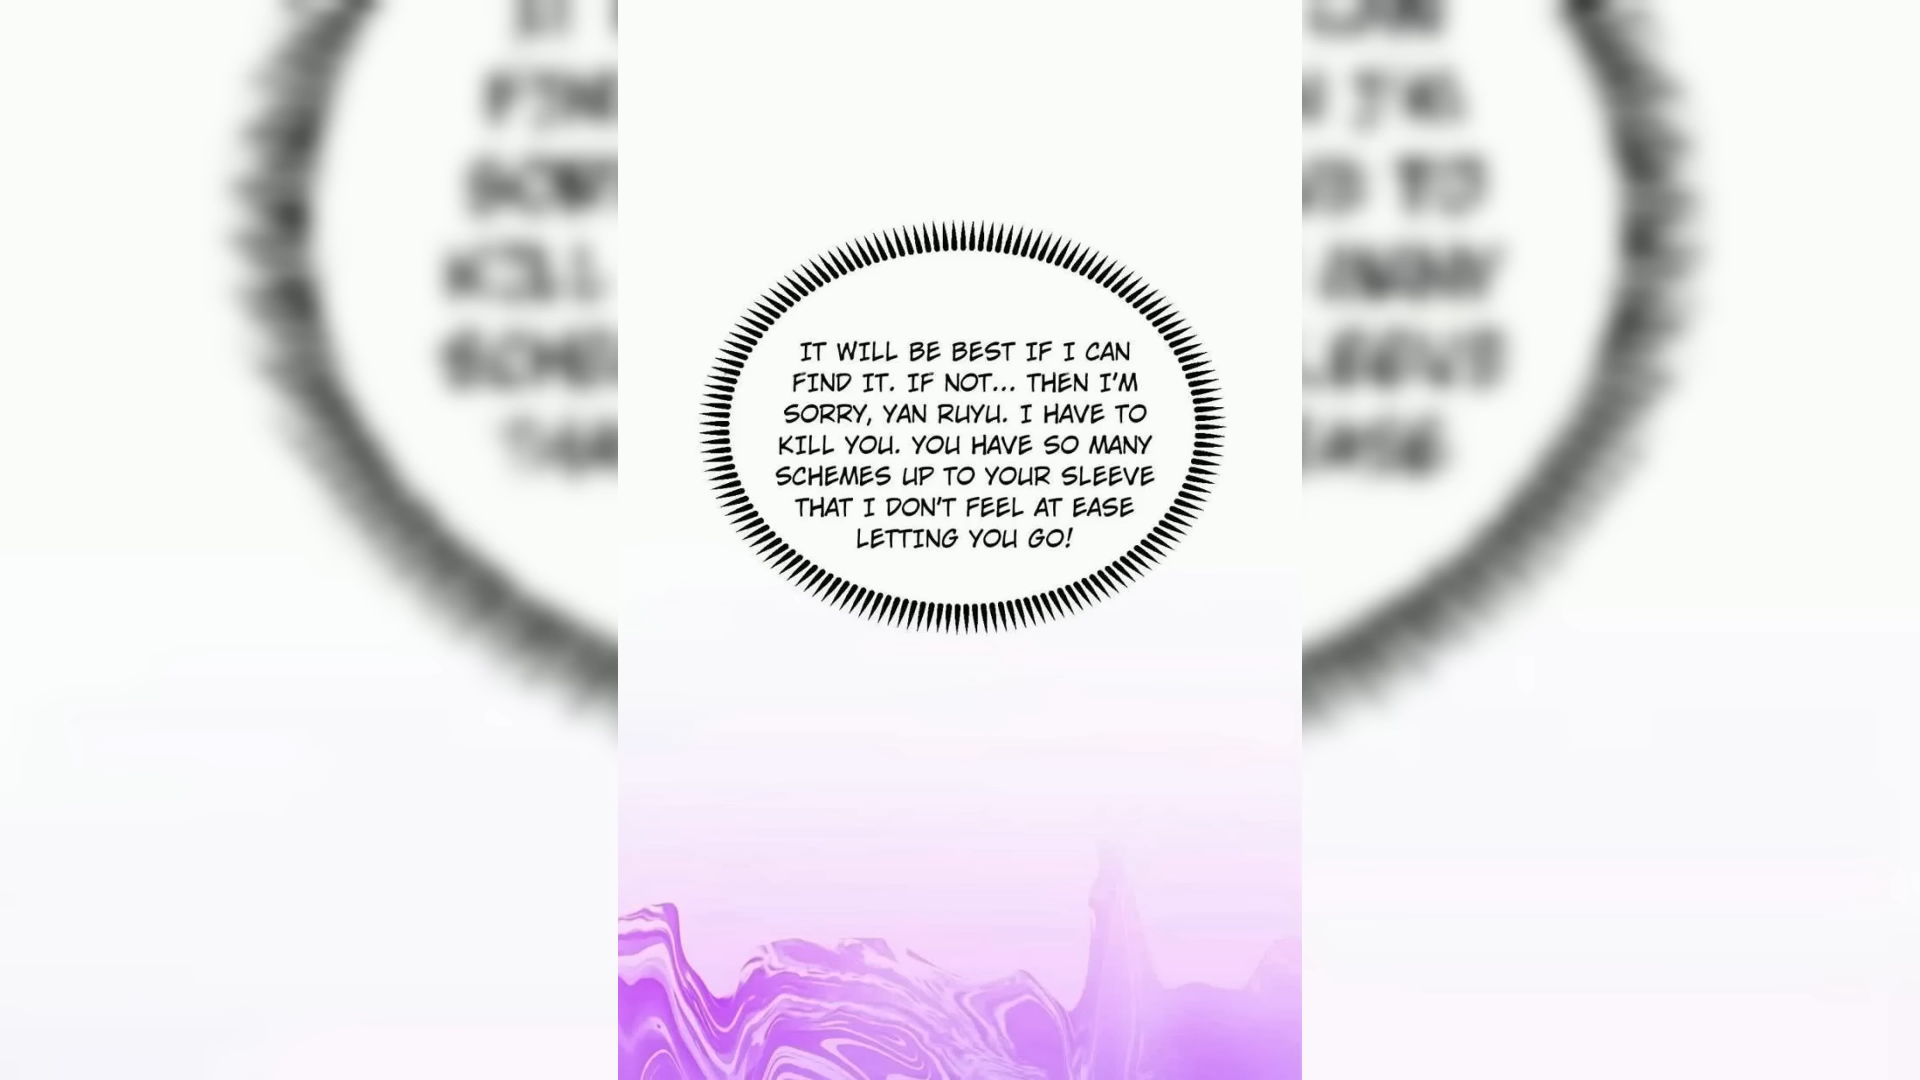 IT WILL BE BEST IF I CAN
FIND IT. IF NOT... THEN I'M
SORRY, YAN RUYU. I HAVE TO
KILL YOU. YOU HAVE SO MANY
SCHEMES UP TO YOUR SLEEVE
THAT I DON'T FEEL AT EASE
LETTING YOU GO!